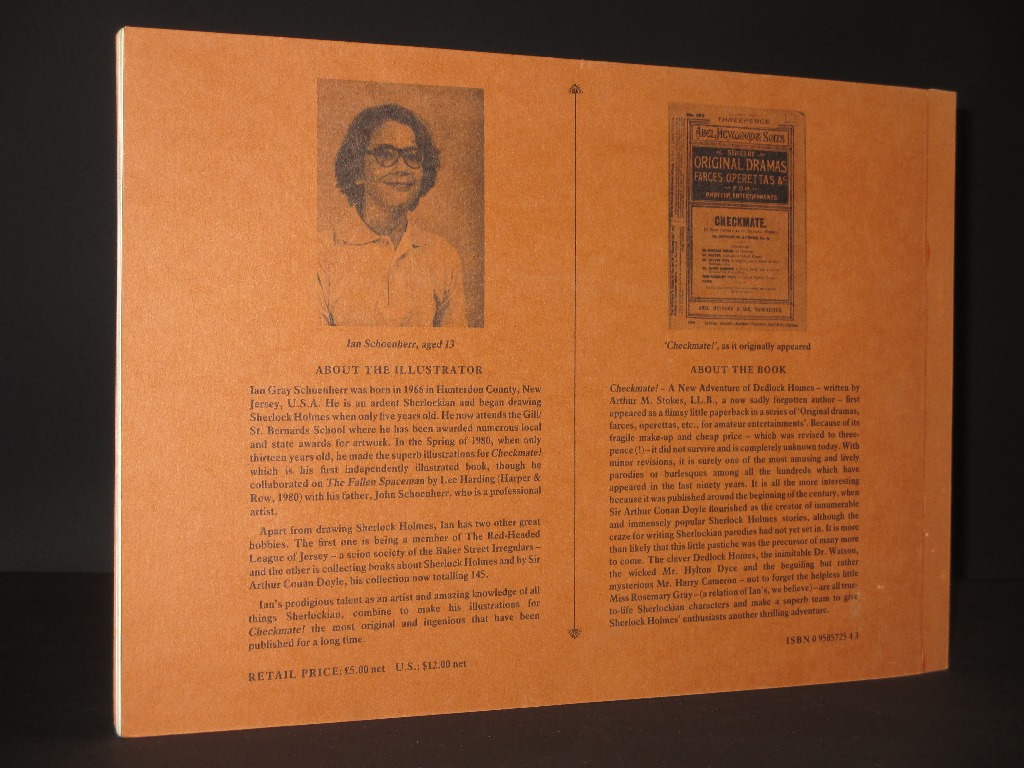 Ian Schoenherr, aged 13
ABOUT THE ILLUSTRATOR
Ian Gray Schoenherr was born in 1966 in Hunterdon County, New
Jersey, U.S.A. He is an ardent Sherlockian and began drawing
Sherlock Holmes when only five years old. He now attends the Gill/
St. Bernards School where he has been awarded numerous local
and state awards for artwork. In the Spring of 1980, when only
thirteen years old, he made the superb illustrations for Checkmate!
which is his first independently illustrated book, though he
collaborated on The Fallen Spaceman by Lee Harding (Harper &
Row, 1980) with his father, John Schoenherr, who is a professional
artist.
Apart from drawing Sherlock Holmes, Ian has two other great
hobbies. The first one is being a member of The Red-Headed
League of Jersey – a scion society of the Baker Street Irregulars –
and the other is collecting books about Sherlock Holmes and by Sir
Arthur Conan Doyle, his collection now totalling 145.
Ian's prodigious talent as an artist and amazing knowledge of all
things Sherlockian, combine to make his illustrations for
Checkmate! the most original and ingenious that have been
published for a long time.
RETAIL PRICE: £5.00 net U.S.: $12.00 net
THREEPENCE
ABEL HEYWOOD & SON'S
SERIES OF
ORIGINAL DRAMAS
FARCES, OPERETTAS &c
FOR
AMATEUR ENTERTAINMENTS
CHECKMATE.
'Checkmate!', as it originally appeared
ABOUT THE BOOK
Checkmate! – A New Adventure of Dedlock Homes – written by
Arthur M. Stokes, LL.B., a now sadly forgotten author – first
appeared as a flimsy little paperback in a series of 'Original dramas,
farces, operettas, etc., for amateur entertainments'. Because of its
fragile make-up and cheap price – which was revised to three-
pence (!) – it did not survive and is completely unknown today. With
minor revisions, it is surely one of the most amusing and lively
parodies or burlesques among all the hundreds which have
appeared in the last ninety years. It is all the more interesting
because it was published around the beginning of the century, when
Sir Arthur Conan Doyle flourished as the creator of innumerable
and immensely popular Sherlock Holmes stories, although the
craze for writing Sherlockian parodies had not yet set in. It is more
than likely that this little pastiche was the precursor of many more
to come. The clever Dedlock Homes, the inimitable Dr. Watson,
the wicked Mr. Hylton Dyce and the beguiling but rather
mysterious Mr. Harry Cameron – not to forget the helpless little
Miss Rosemary Gray – (a relation of Ian's, we believe) – are all true-
to-life Sherlockian characters and make a superb team to give
Sherlock Holmes' enthusiasts another thrilling adventure.
ISBN 0 9505725 4 3